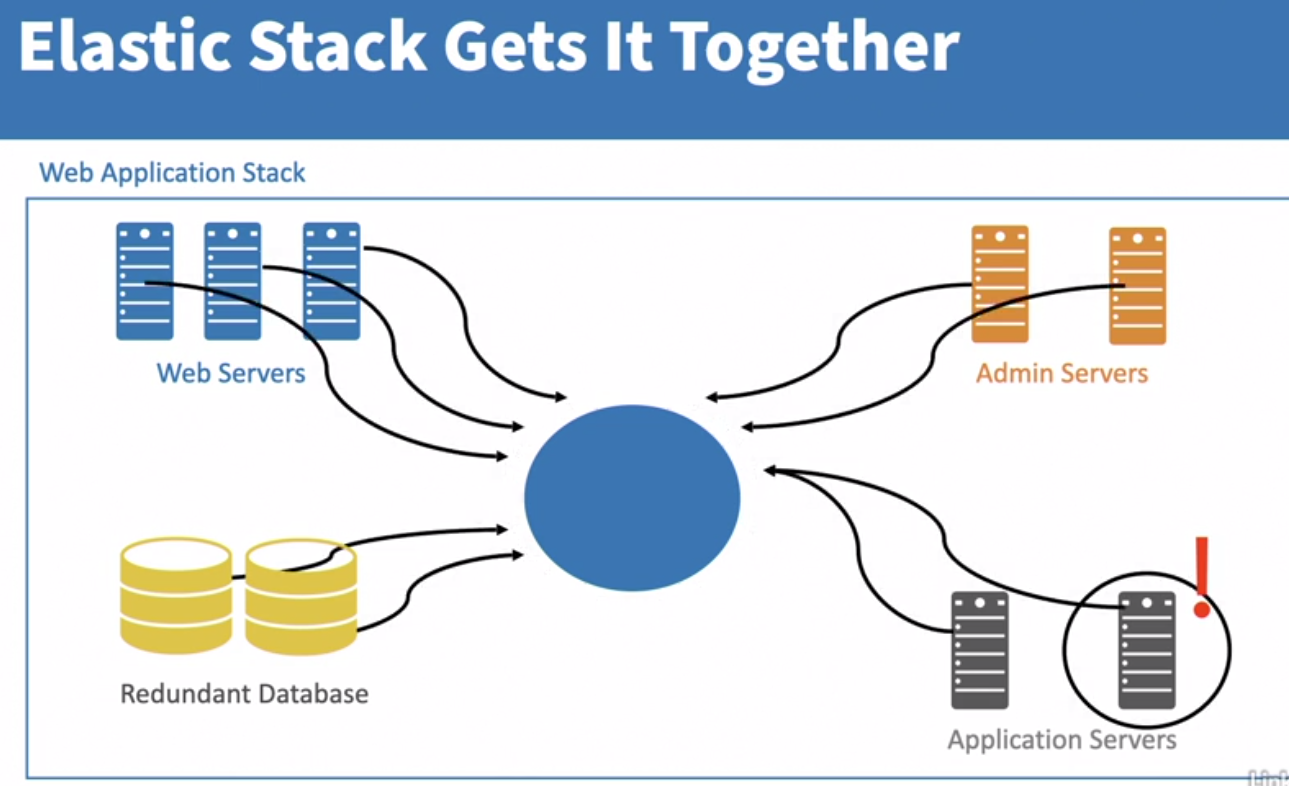 Elastic Stack Gets It Together
Web Application Stack
Web Servers
Admin Servers
!
Redundant Database
Application Servers